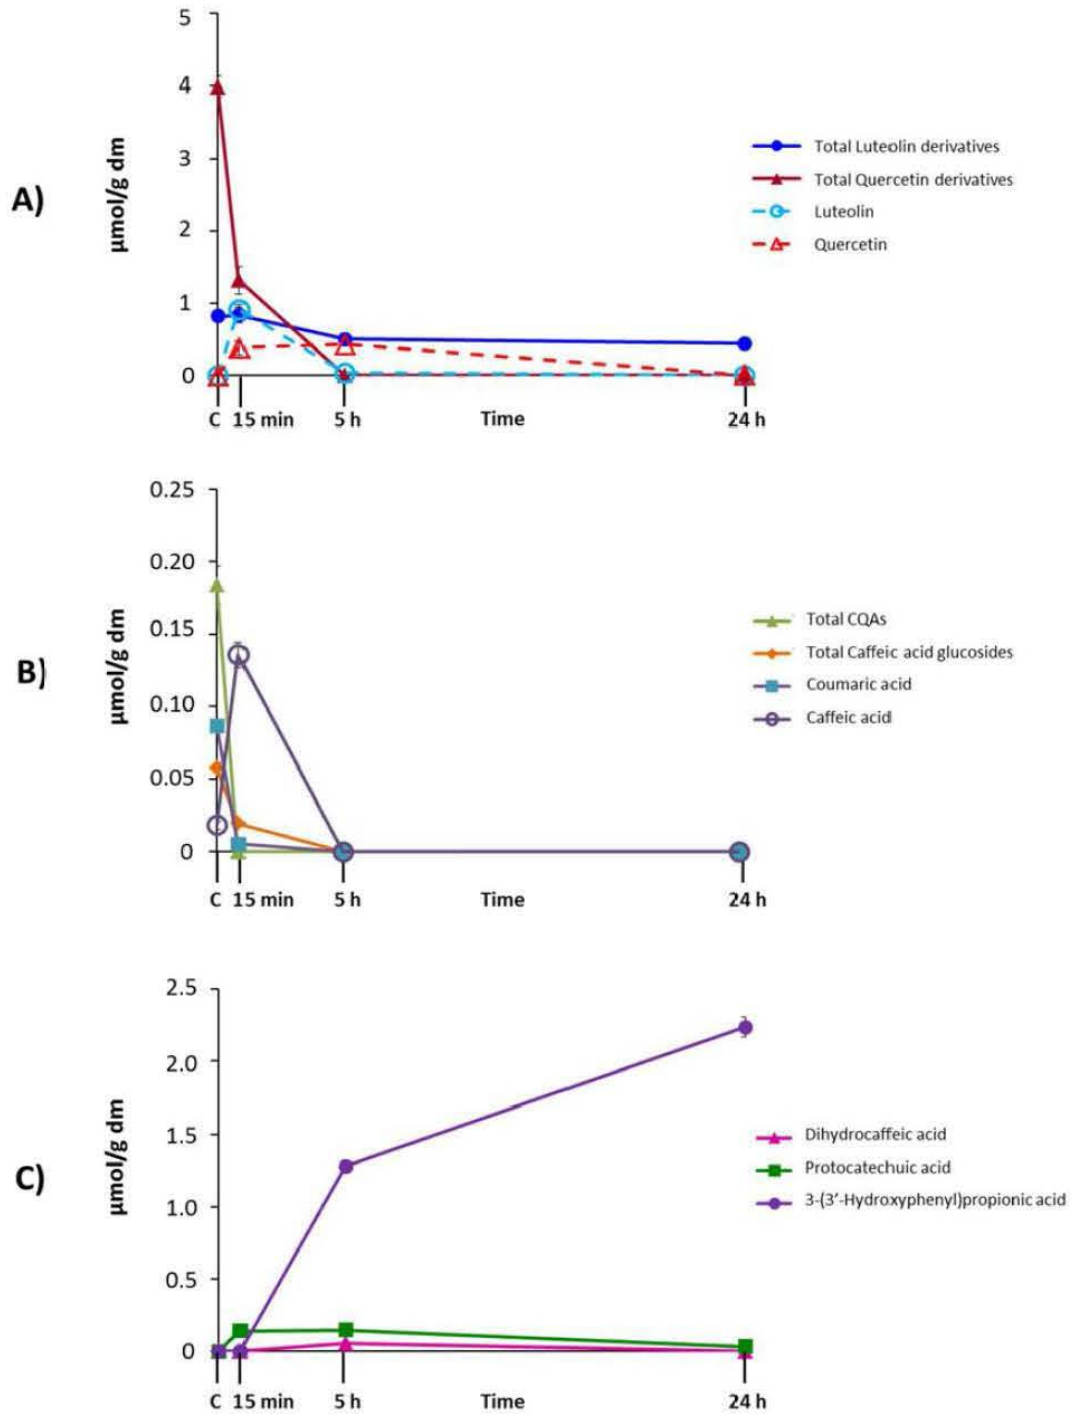 A)
µmol/g dm
5
4
3
2
1
0
C 15 min 5 h Time 24 h
Total Luteolin derivatives
Total Quercetin derivatives
Luteolin
Quercetin
B)
µmol/g dm
0.25
0.20
0.15
0.10
0.05
0
C 15 min 5 h Time 24 h
Total CQAs
Total Caffeic acid glucosides
Coumaric acid
Caffeic acid
C)
µmol/g dm
2.5
2.0
1.5
1.0
0.5
0
C 15 min 5 h Time 24 h
Dihydrocaffeic acid
Protocatechuic acid
3-(3′-Hydroxyphenyl)propionic acid